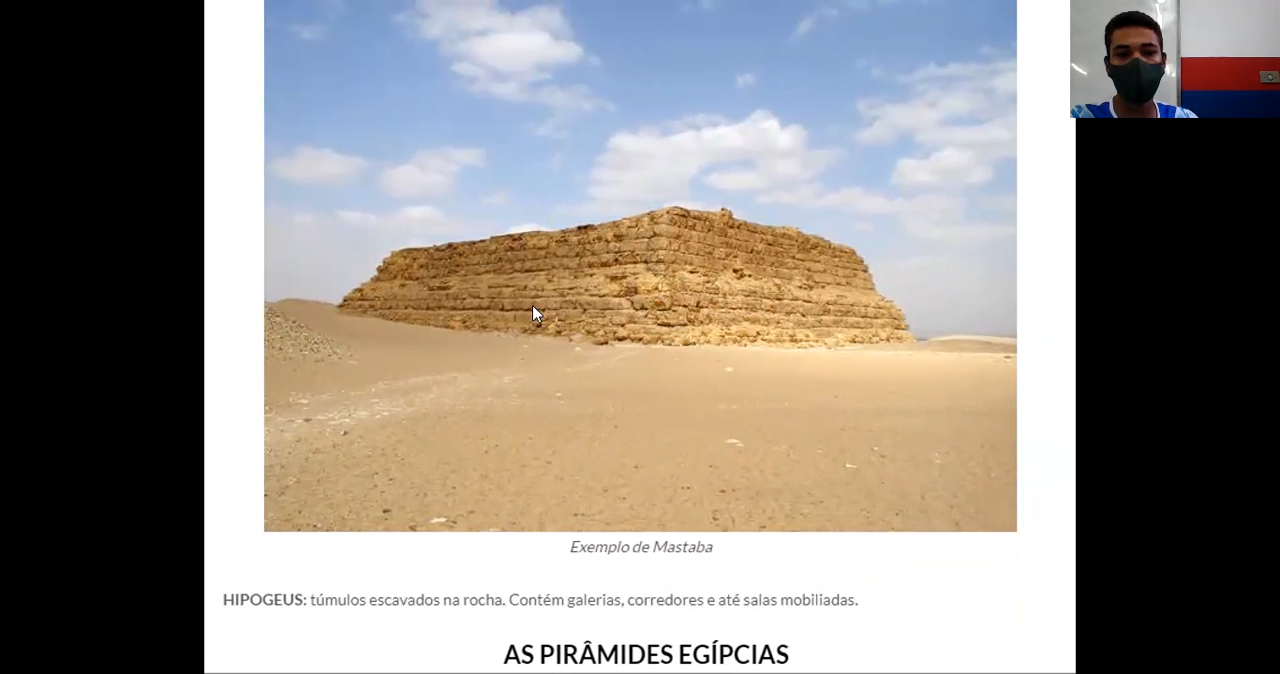 Exemplo de Mastaba
HIPOGEUS: túmulos escavados na rocha. Contém galerias, corredores e até salas mobiliadas.
AS PIRÂMIDES EGÍPCIAS